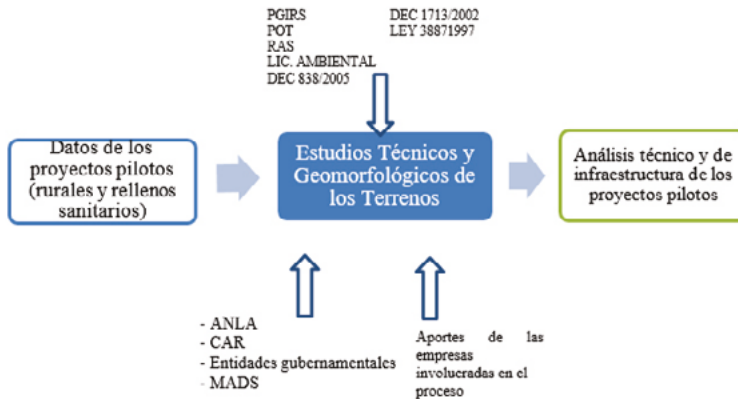 PGIRS DEC 1713/2002
POT LEY 38871997
RAS
LIC. AMBIENTAL
DEC 838/2005
Datos de los
proyectos pilotos
(rurales y rellenos
sanitarios)
Estudios Técnicos y
Geomorfológicos de
los Terrenos
Análisis técnico y de
infracstructura de los
proyectos pilotos
- ANLA
- CAR
- Entidades gubernamentales
- MADS
Aportes de las
empresas
involucradas en el
proceso